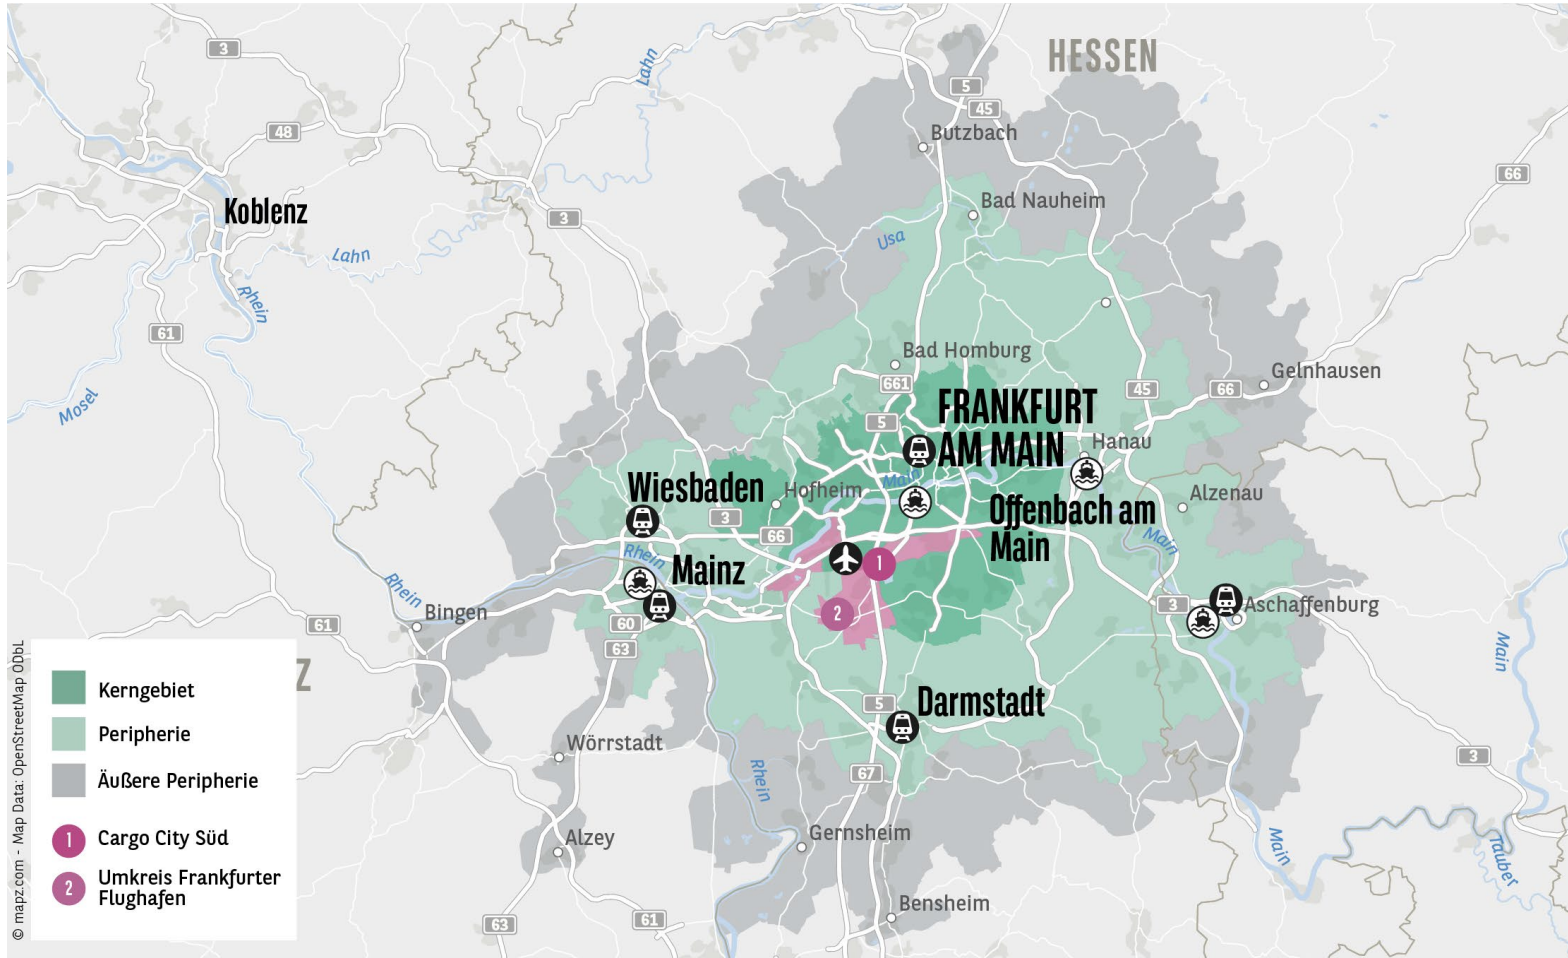 HESSEN
3
5
45
Butzbach
48
Lahn
66
Koblenz
Bad Nauheim
3
Usa
Lahn
Rhein
61
Bad Homburg
Gelnhausen
661
45
66
Mosel
FRANKFURT
AM MAIN
5
Hanau
Main
Wiesbaden
Hofheim
Alzenau
3
Offenbach am
Main
66
Main
Rhein
Mainz
1
Rhein
Bingen
2
3
Aschaffenburg
61
60
63
Main
Z
Kerngebiet
Peripherie
Äußere Peripherie
1
Cargo City Süd
2
Umkreis Frankfurter
Flughafen
Darmstadt
5
Wörrstadt
3
67
Rhein
Alzey
Gernsheim
Main
Tauber
Bensheim
63
61
© mapz.com - Map Data: OpenStreetMap ODbL